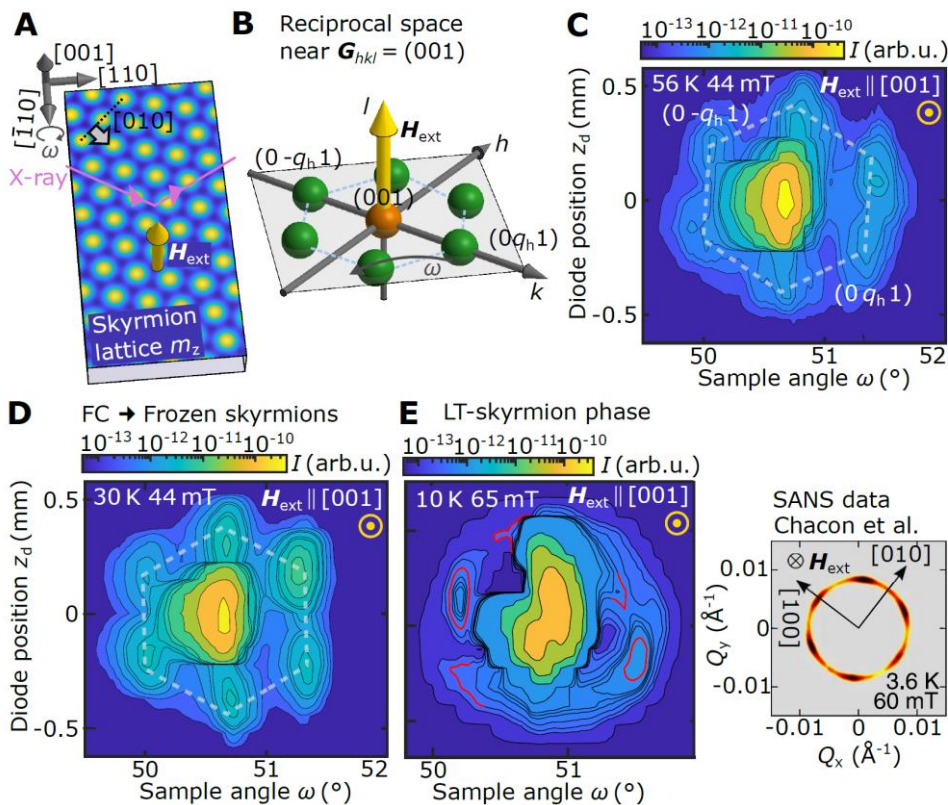 A
[001]
[110]
[1̄10]
ω
[010]
X-ray
H_ext
Skyrmion
lattice m_z
B Reciprocal space
near G_hkl = (001)
l
H_ext
h
(0 -q_h 1)
(001)
(0 q_h 1)
ω
k
C
10⁻¹³ 10⁻¹² 10⁻¹¹ 10⁻¹⁰
I (arb.u.)
56 K 44 mT H_ext || [001]
(0 -q_h 1)
(0 q_h 1)
Diode position z_d (mm)
0.5
0
-0.5
50 51 52
Sample angle ω (°)
D FC → Frozen skyrmions
10⁻¹³ 10⁻¹² 10⁻¹¹ 10⁻¹⁰
I (arb.u.)
30 K 44 mT H_ext || [001]
Diode position z_d (mm)
0.5
0
-0.5
50 51 52
Sample angle ω (°)
E LT-skyrmion phase
10⁻¹³ 10⁻¹² 10⁻¹¹ 10⁻¹⁰
I (arb.u.)
10 K 65 mT H_ext || [001]
50 51
Sample angle ω (°)
SANS data
Chacon et al.
H_ext
[010]
[100]
3.6 K
60 mT
Q_y (Å⁻¹)
0.01
0
-0.01
-0.01 0 0.01
Q_x (Å⁻¹)